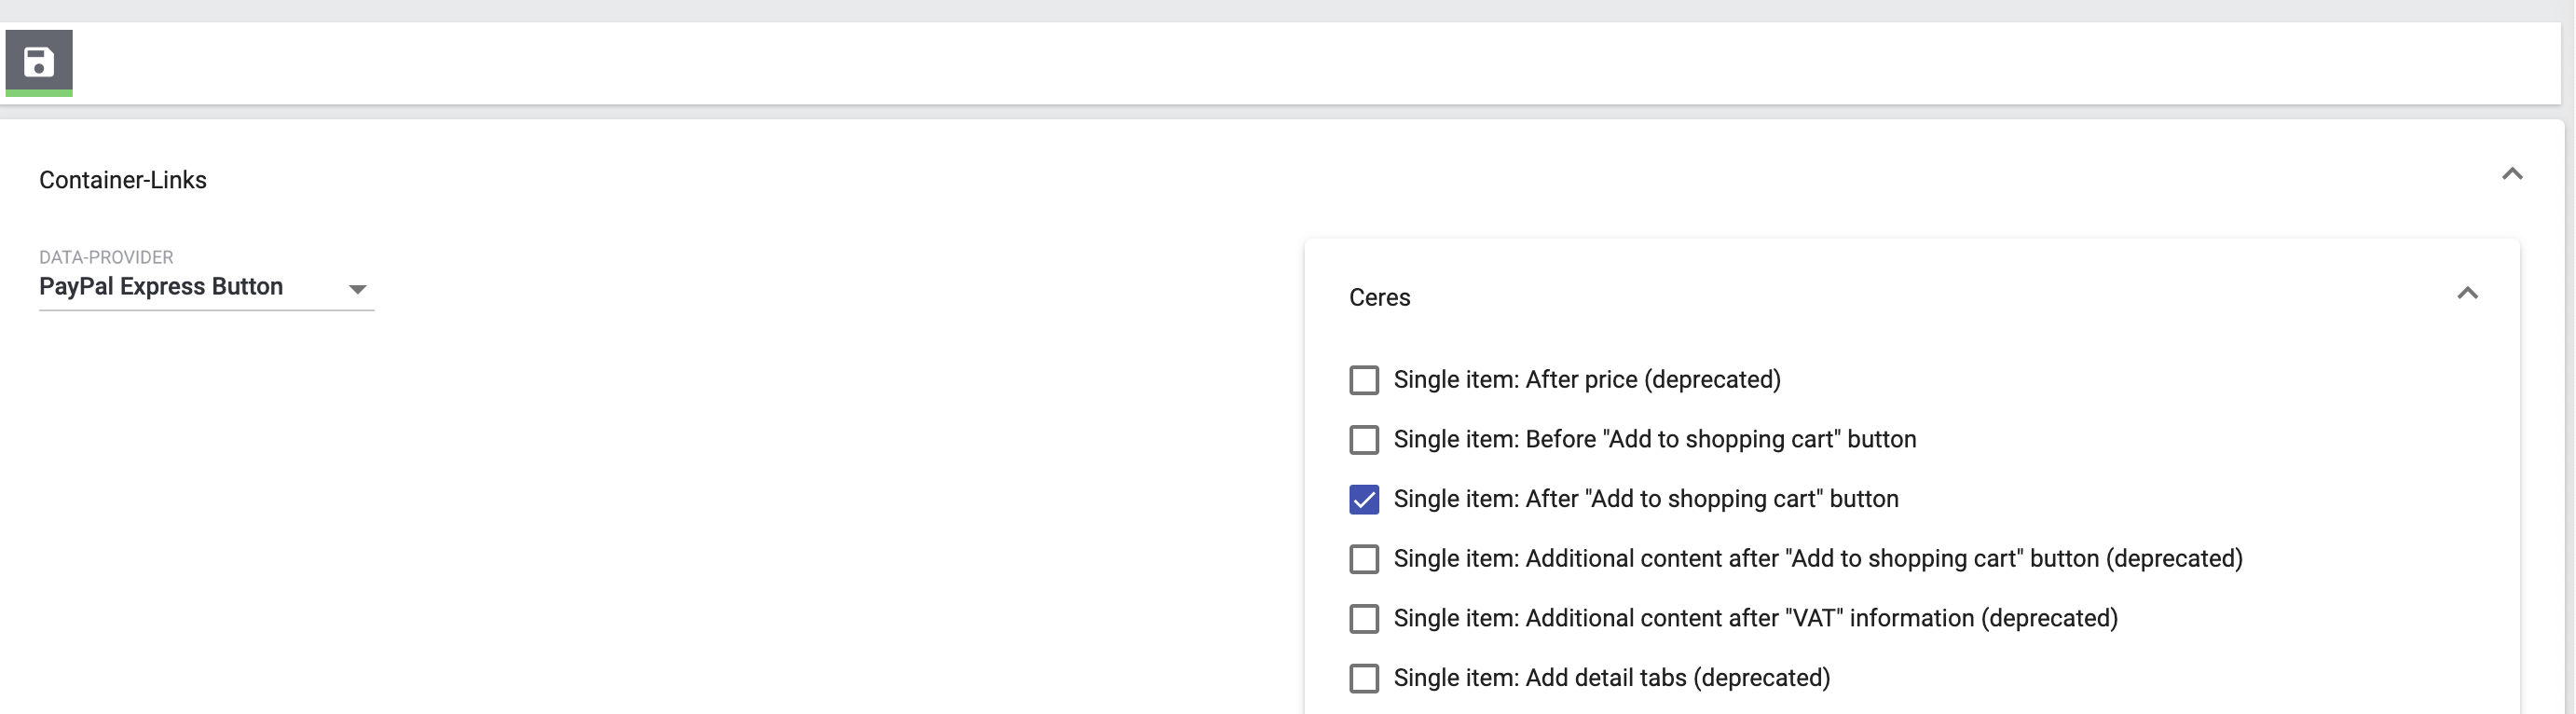 Container-Links
DATA-PROVIDER
PayPal Express Button
Ceres
Single item: After price (deprecated)
Single item: Before "Add to shopping cart" button
Single item: After "Add to shopping cart" button
Single item: Additional content after "Add to shopping cart" button (deprecated)
Single item: Additional content after "VAT" information (deprecated)
Single item: Add detail tabs (deprecated)